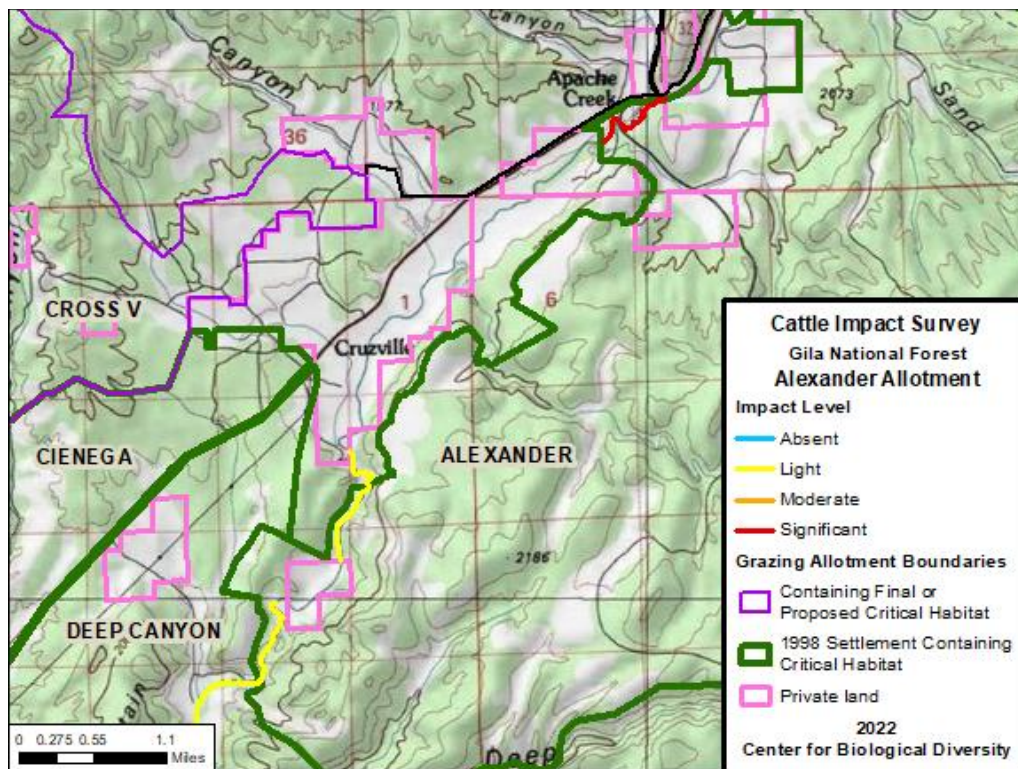 Canyon
32
Apache
Creek
2673
Canyon
1877
36
Sand
1
6
CROSS V
Cruzville
CIENEGA
ALEXANDER
2186
DEEP CANYON
Deep
0 0.275 0.55 1.1
Miles
Cattle Impact Survey
Gila National Forest
Alexander Allotment
Impact Level
Absent
Light
Moderate
Significant
Grazing Allotment Boundaries
Containing Final or
Proposed Critical Habitat
1998 Settlement Containing
Critical Habitat
Private land
2022
Center for Biological Diversity